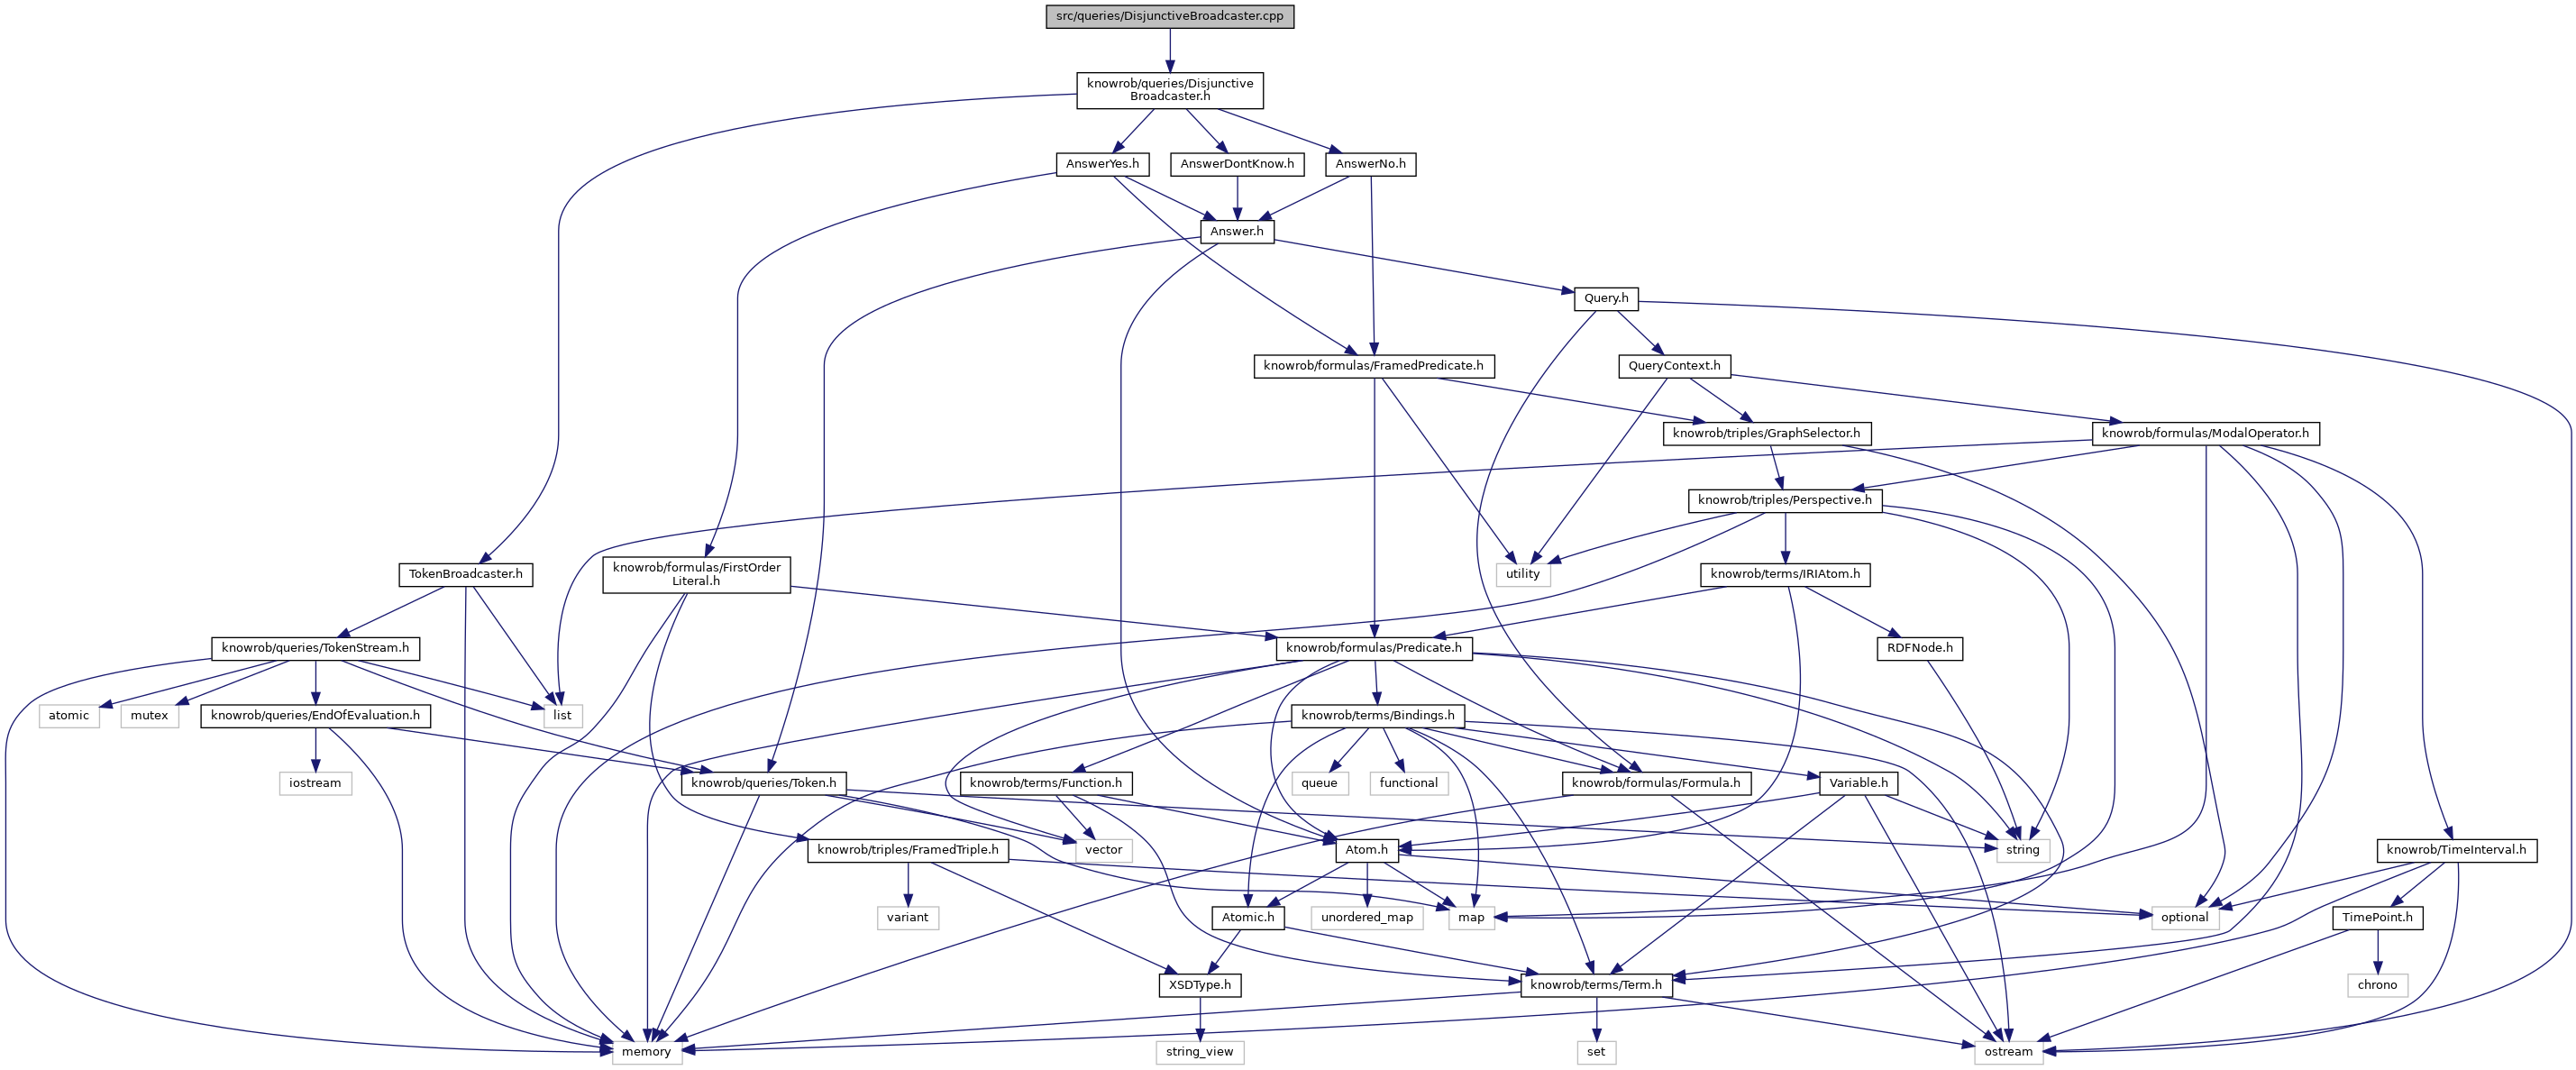 src/queries/DisjunctiveBroadcaster.cpp
knowrob/queries/Disjunctive
Broadcaster.h
AnswerYes.h
AnswerDontKnow.h
AnswerNo.h
Answer.h
Query.h
knowrob/formulas/FramedPredicate.h
QueryContext.h
knowrob/triples/GraphSelector.h
knowrob/formulas/ModalOperator.h
knowrob/triples/Perspective.h
TokenBroadcaster.h
knowrob/formulas/FirstOrder
Literal.h
utility
knowrob/terms/IRIAtom.h
knowrob/queries/TokenStream.h
knowrob/formulas/Predicate.h
RDFNode.h
atomic
mutex
knowrob/queries/EndOfEvaluation.h
list
knowrob/terms/Bindings.h
iostream
knowrob/queries/Token.h
knowrob/terms/Function.h
queue
functional
knowrob/formulas/Formula.h
Variable.h
knowrob/triples/FramedTriple.h
vector
Atom.h
string
knowrob/TimeInterval.h
variant
Atomic.h
unordered_map
map
optional
TimePoint.h
XSDType.h
knowrob/terms/Term.h
chrono
memory
string_view
set
ostream